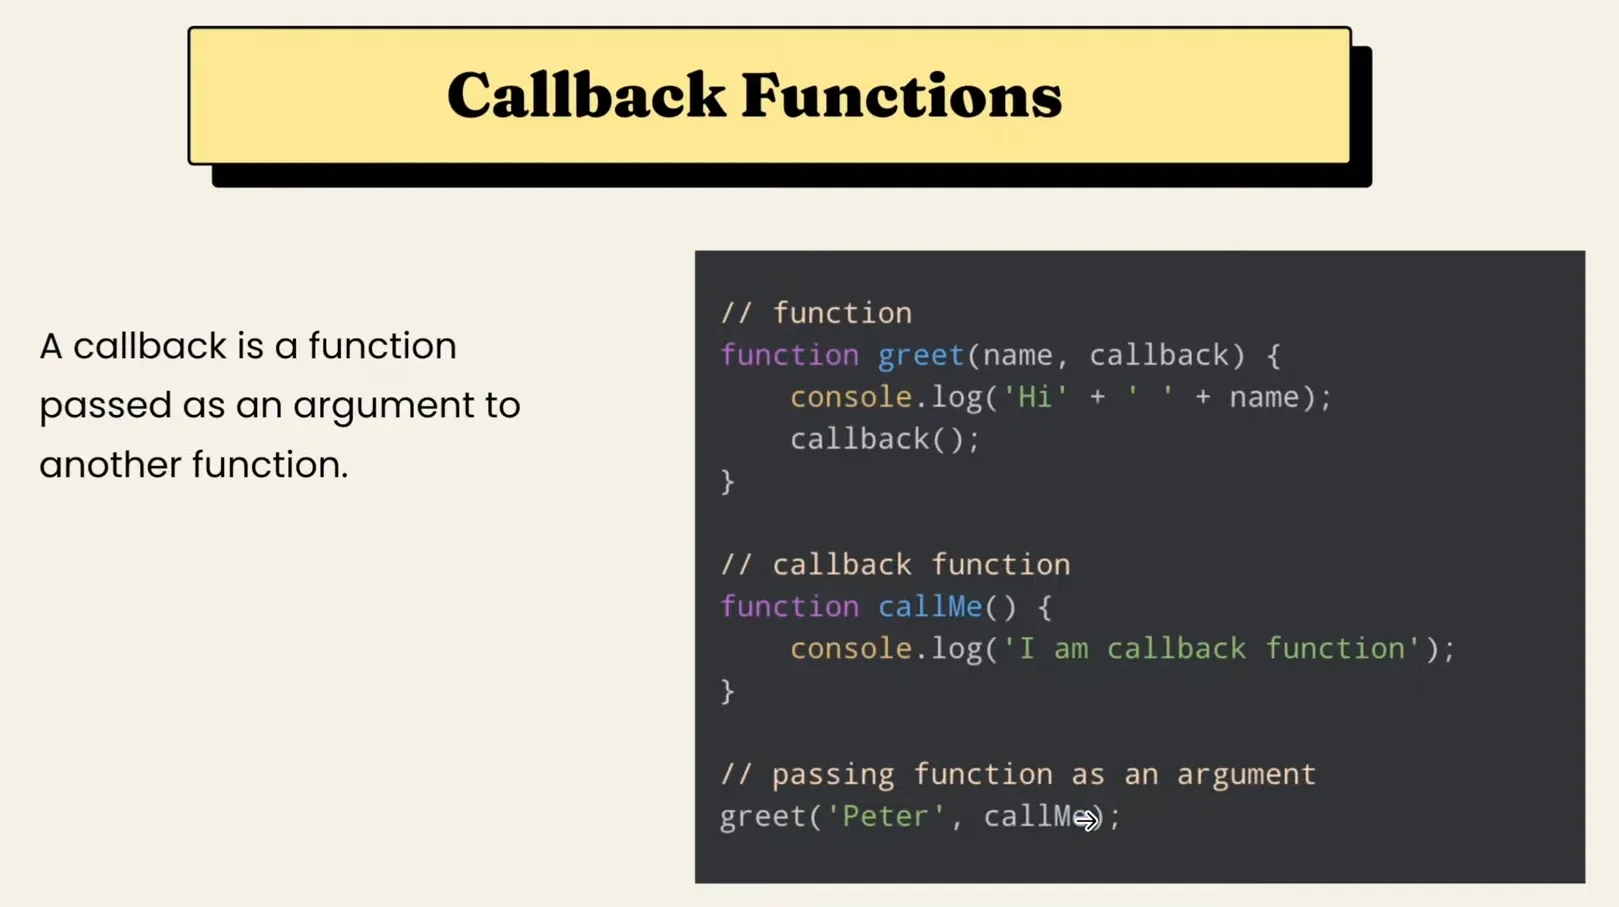 Callback Functions
A callback is a function
passed as an argument to
another function.
// function
function greet(name, callback) {
    console.log('Hi' + ' ' + name);
    callback();
}
// callback function
function callMe() {
    console.log('I am callback function');
}
// passing function as an argument
greet('Peter', callMe);